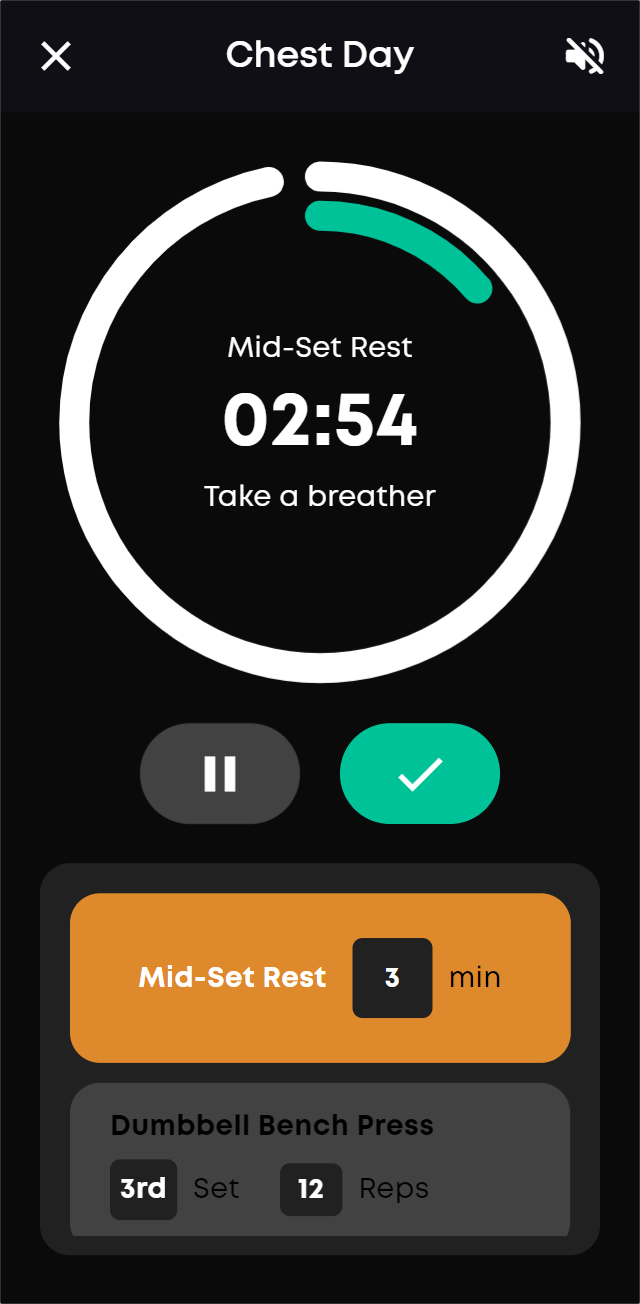 Chest Day
Mid-Set Rest
02:54
Take a breather
Mid-Set Rest 3 min
Dumbbell Bench Press
3rd Set 12 Reps